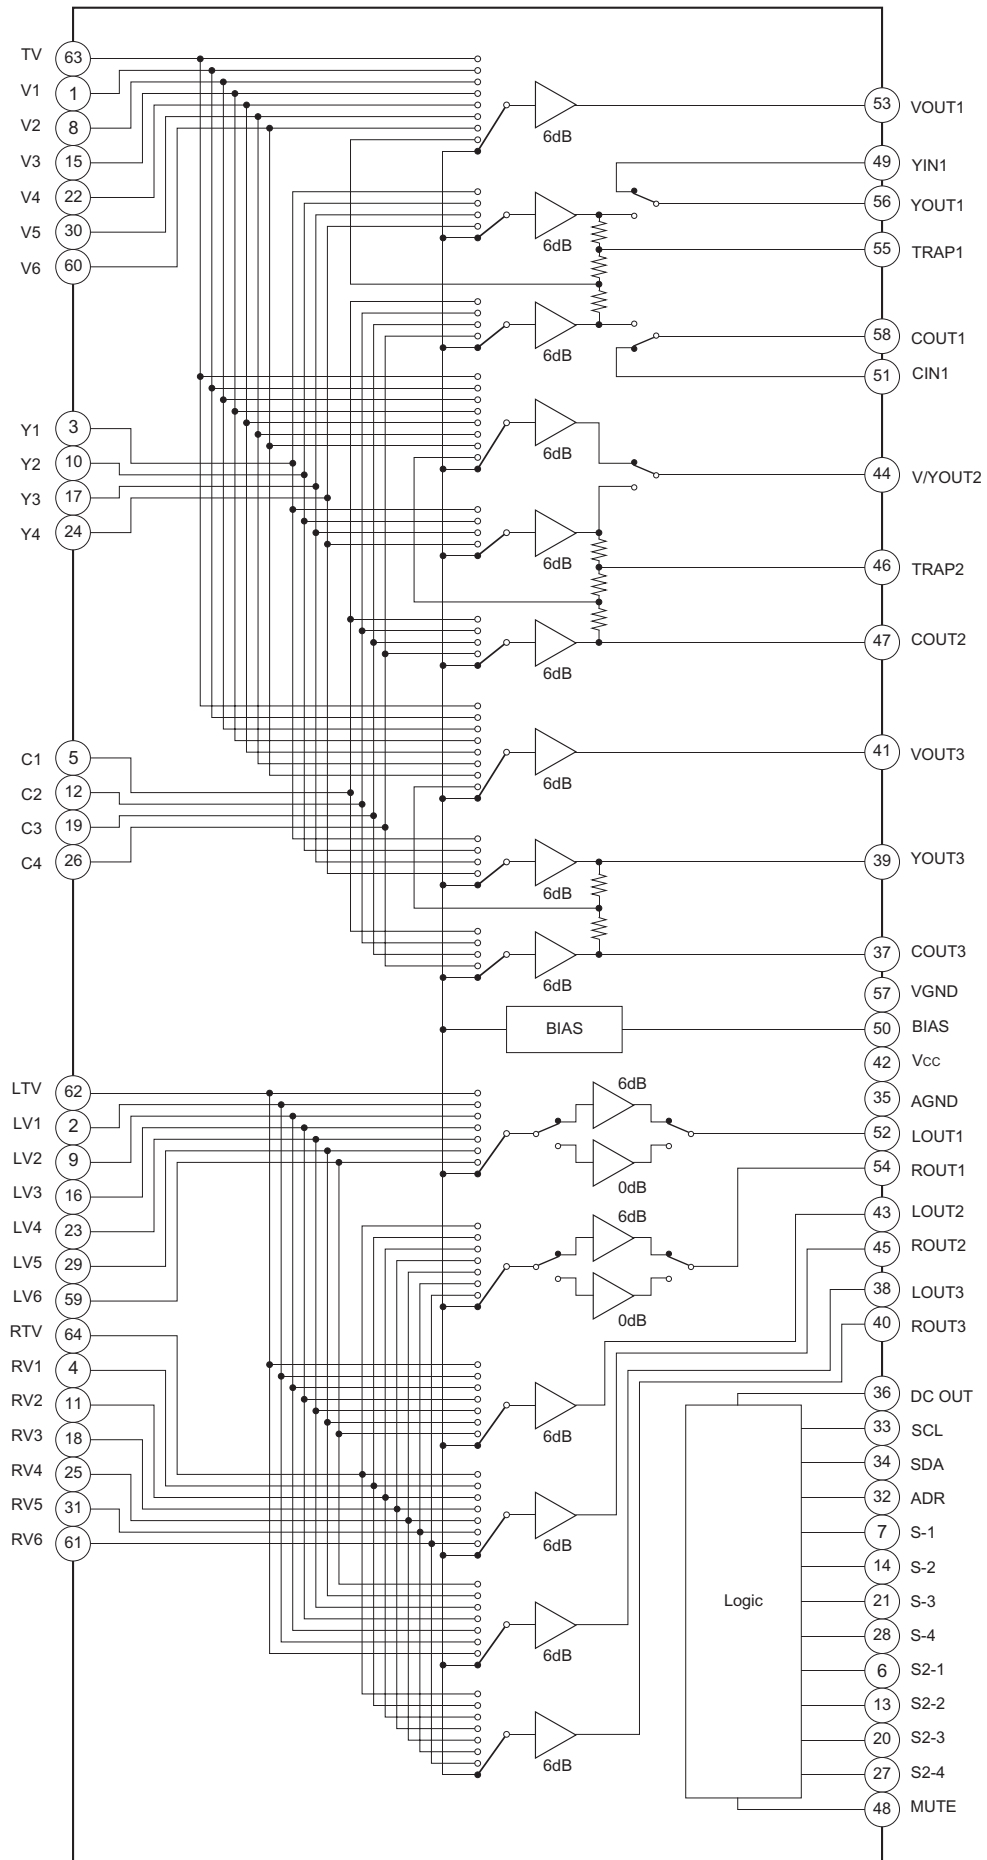 TV 63
V1 1
V2 8
V3 15
V4 22
V5 30
V6 60
Y1 3
Y2 10
Y3 17
Y4 24
C1 5
C2 12
C3 19
C4 26
LTV 62
LV1 2
LV2 9
LV3 16
LV4 23
LV5 29
LV6 59
RTV 64
RV1 4
RV2 11
RV3 18
RV4 25
RV5 31
RV6 61
6dB
6dB
6dB
6dB
6dB
6dB
6dB
6dB
6dB
BIAS
6dB
0dB
6dB
0dB
6dB
6dB
6dB
6dB
Logic
53 VOUT1
49 YIN1
56 YOUT1
55 TRAP1
58 COUT1
51 CIN1
44 V/YOUT2
46 TRAP2
47 COUT2
41 VOUT3
39 YOUT3
37 COUT3
57 VGND
50 BIAS
42 VCC
35 AGND
52 LOUT1
54 ROUT1
43 LOUT2
45 ROUT2
38 LOUT3
40 ROUT3
36 DC OUT
33 SCL
34 SDA
32 ADR
7 S-1
14 S-2
21 S-3
28 S-4
6 S2-1
13 S2-2
20 S2-3
27 S2-4
48 MUTE